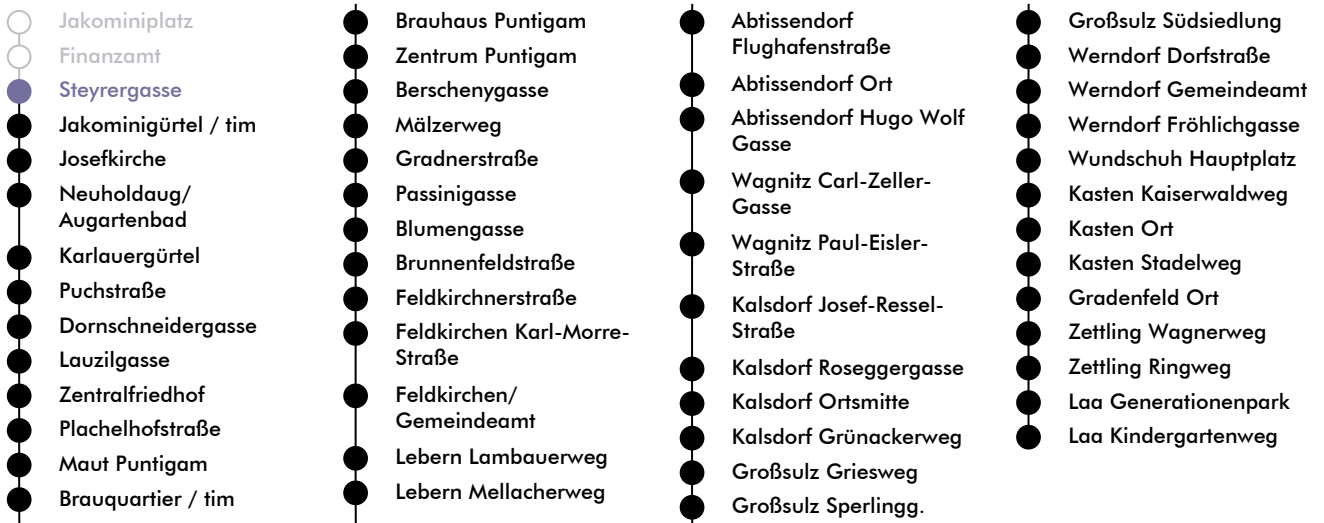 Jakominiplatz
Finanzamt
Steyrergasse
Jakominigürtel / tim
Josefkirche
Neuholdaug/
Augartenbad
Karlauergürtel
Puchstraße
Dornschneidergasse
Lauzilgasse
Zentralfriedhof
Plachelhofstraße
Maut Puntigam
Brauquartier / tim
Brauhaus Puntigam
Zentrum Puntigam
Berschenygasse
Mälzerweg
Gradnerstraße
Passinigasse
Blumengasse
Brunnenfeldstraße
Feldkirchnerstraße
Feldkirchen Karl-Morre-
Straße
Feldkirchen/
Gemeindeamt
Lebern Lambauerweg
Lebern Mellacherweg
Abtissendorf
Flughafenstraße
Abtissendorf Ort
Abtissendorf Hugo Wolf
Gasse
Wagnitz Carl-Zeller-
Gasse
Wagnitz Paul-Eisler-
Straße
Kalsdorf Josef-Ressel-
Straße
Kalsdorf Roseggergasse
Kalsdorf Ortsmitte
Kalsdorf Grünackerweg
Großsulz Griesweg
Großsulz Sperlingg.
Großsulz Südsiedlung
Werndorf Dorfstraße
Werndorf Gemeindeamt
Werndorf Fröhlichgasse
Wundschuh Hauptplatz
Kasten Kaiserwaldweg
Kasten Ort
Kasten Stadelweg
Gradenfeld Ort
Zettling Wagnerweg
Zettling Ringweg
Laa Generationenpark
Laa Kindergartenweg